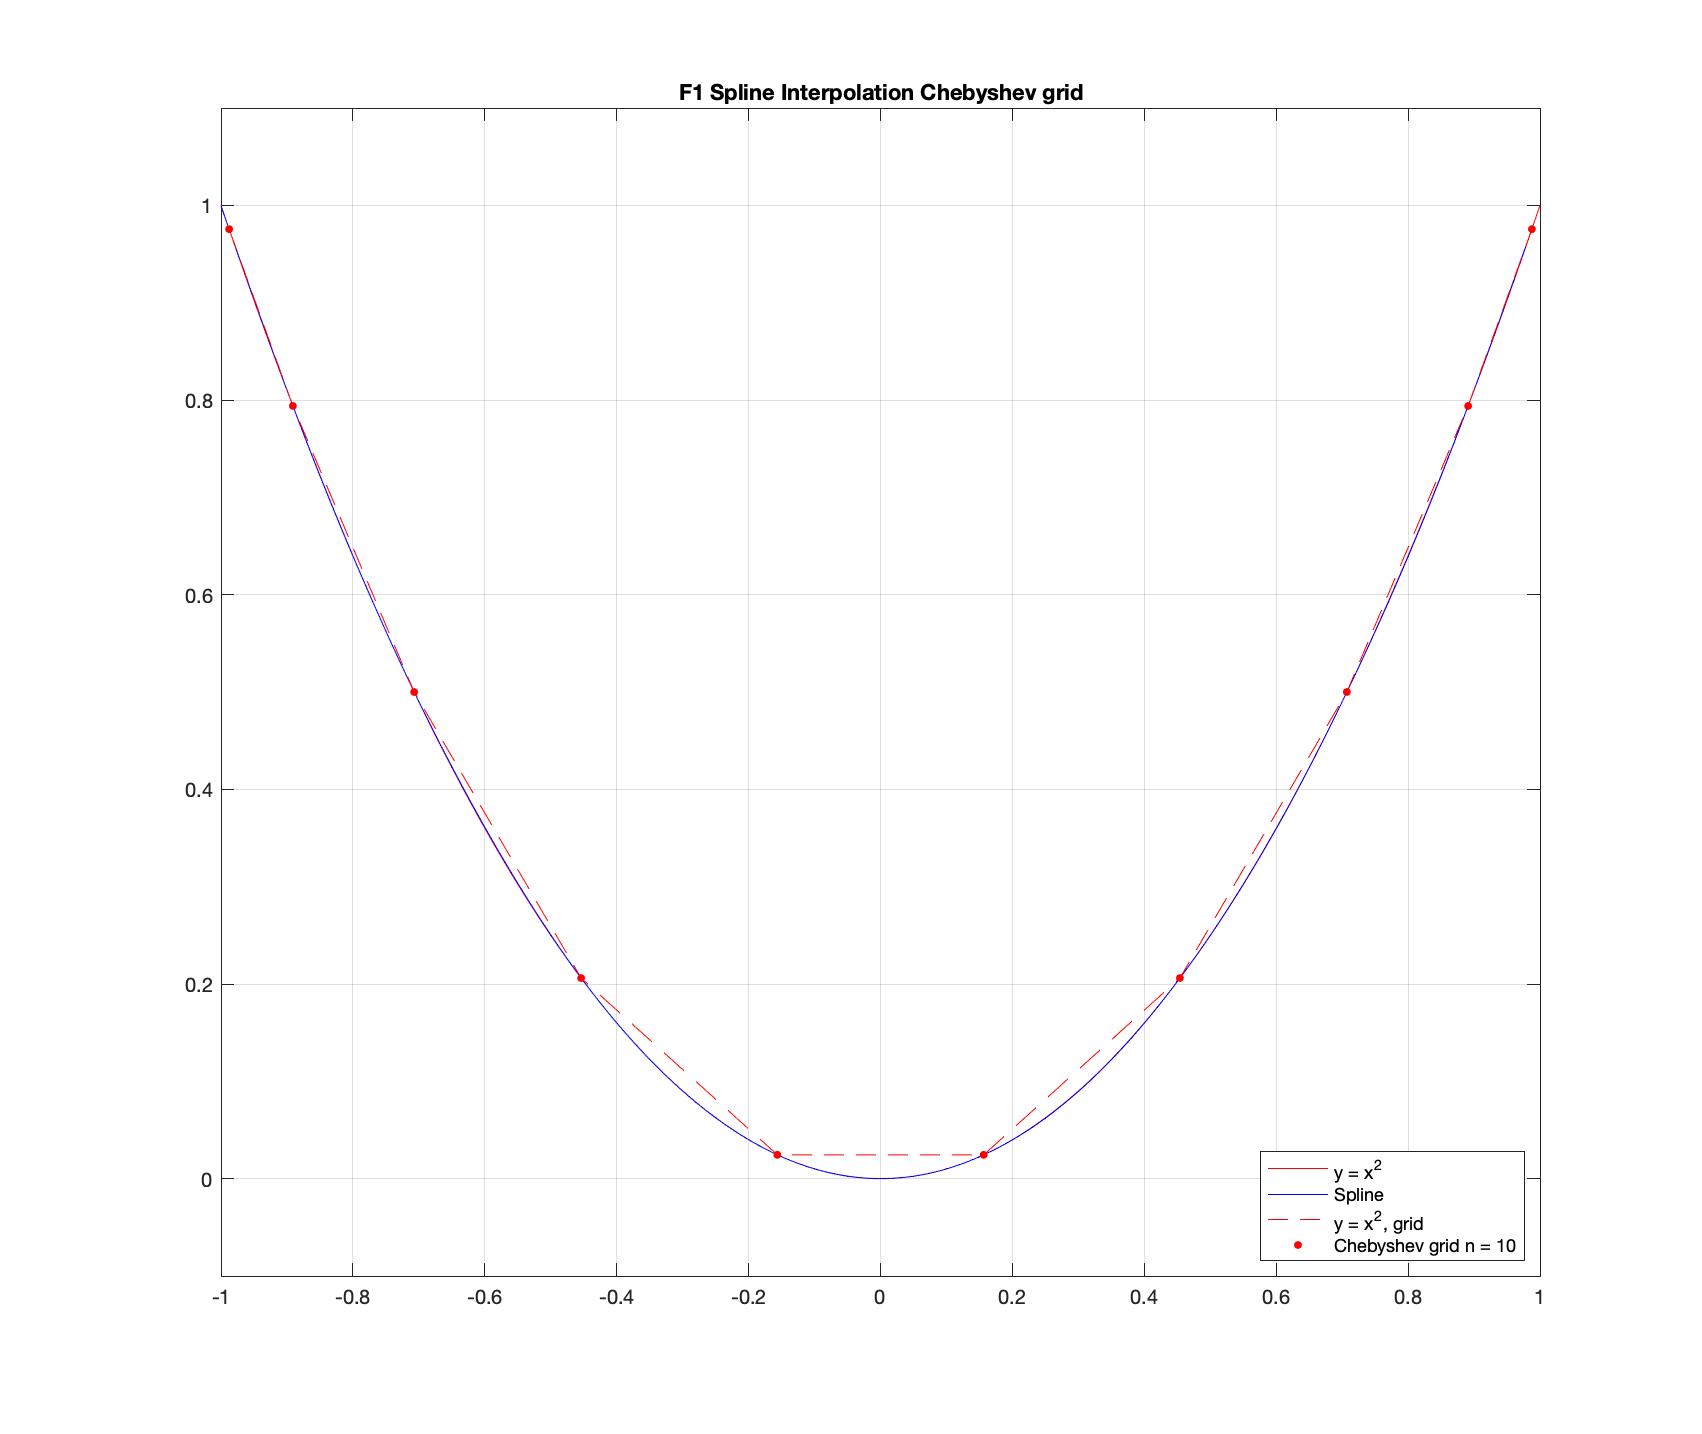 F1 Spline Interpolation Chebyshev grid
1
0.8
0.6
0.4
0.2
0
-1 -0.8 -0.6 -0.4 -0.2 0 0.2 0.4 0.6 0.8 1
y = x²
Spline
y = x², grid
Chebyshev grid n = 10